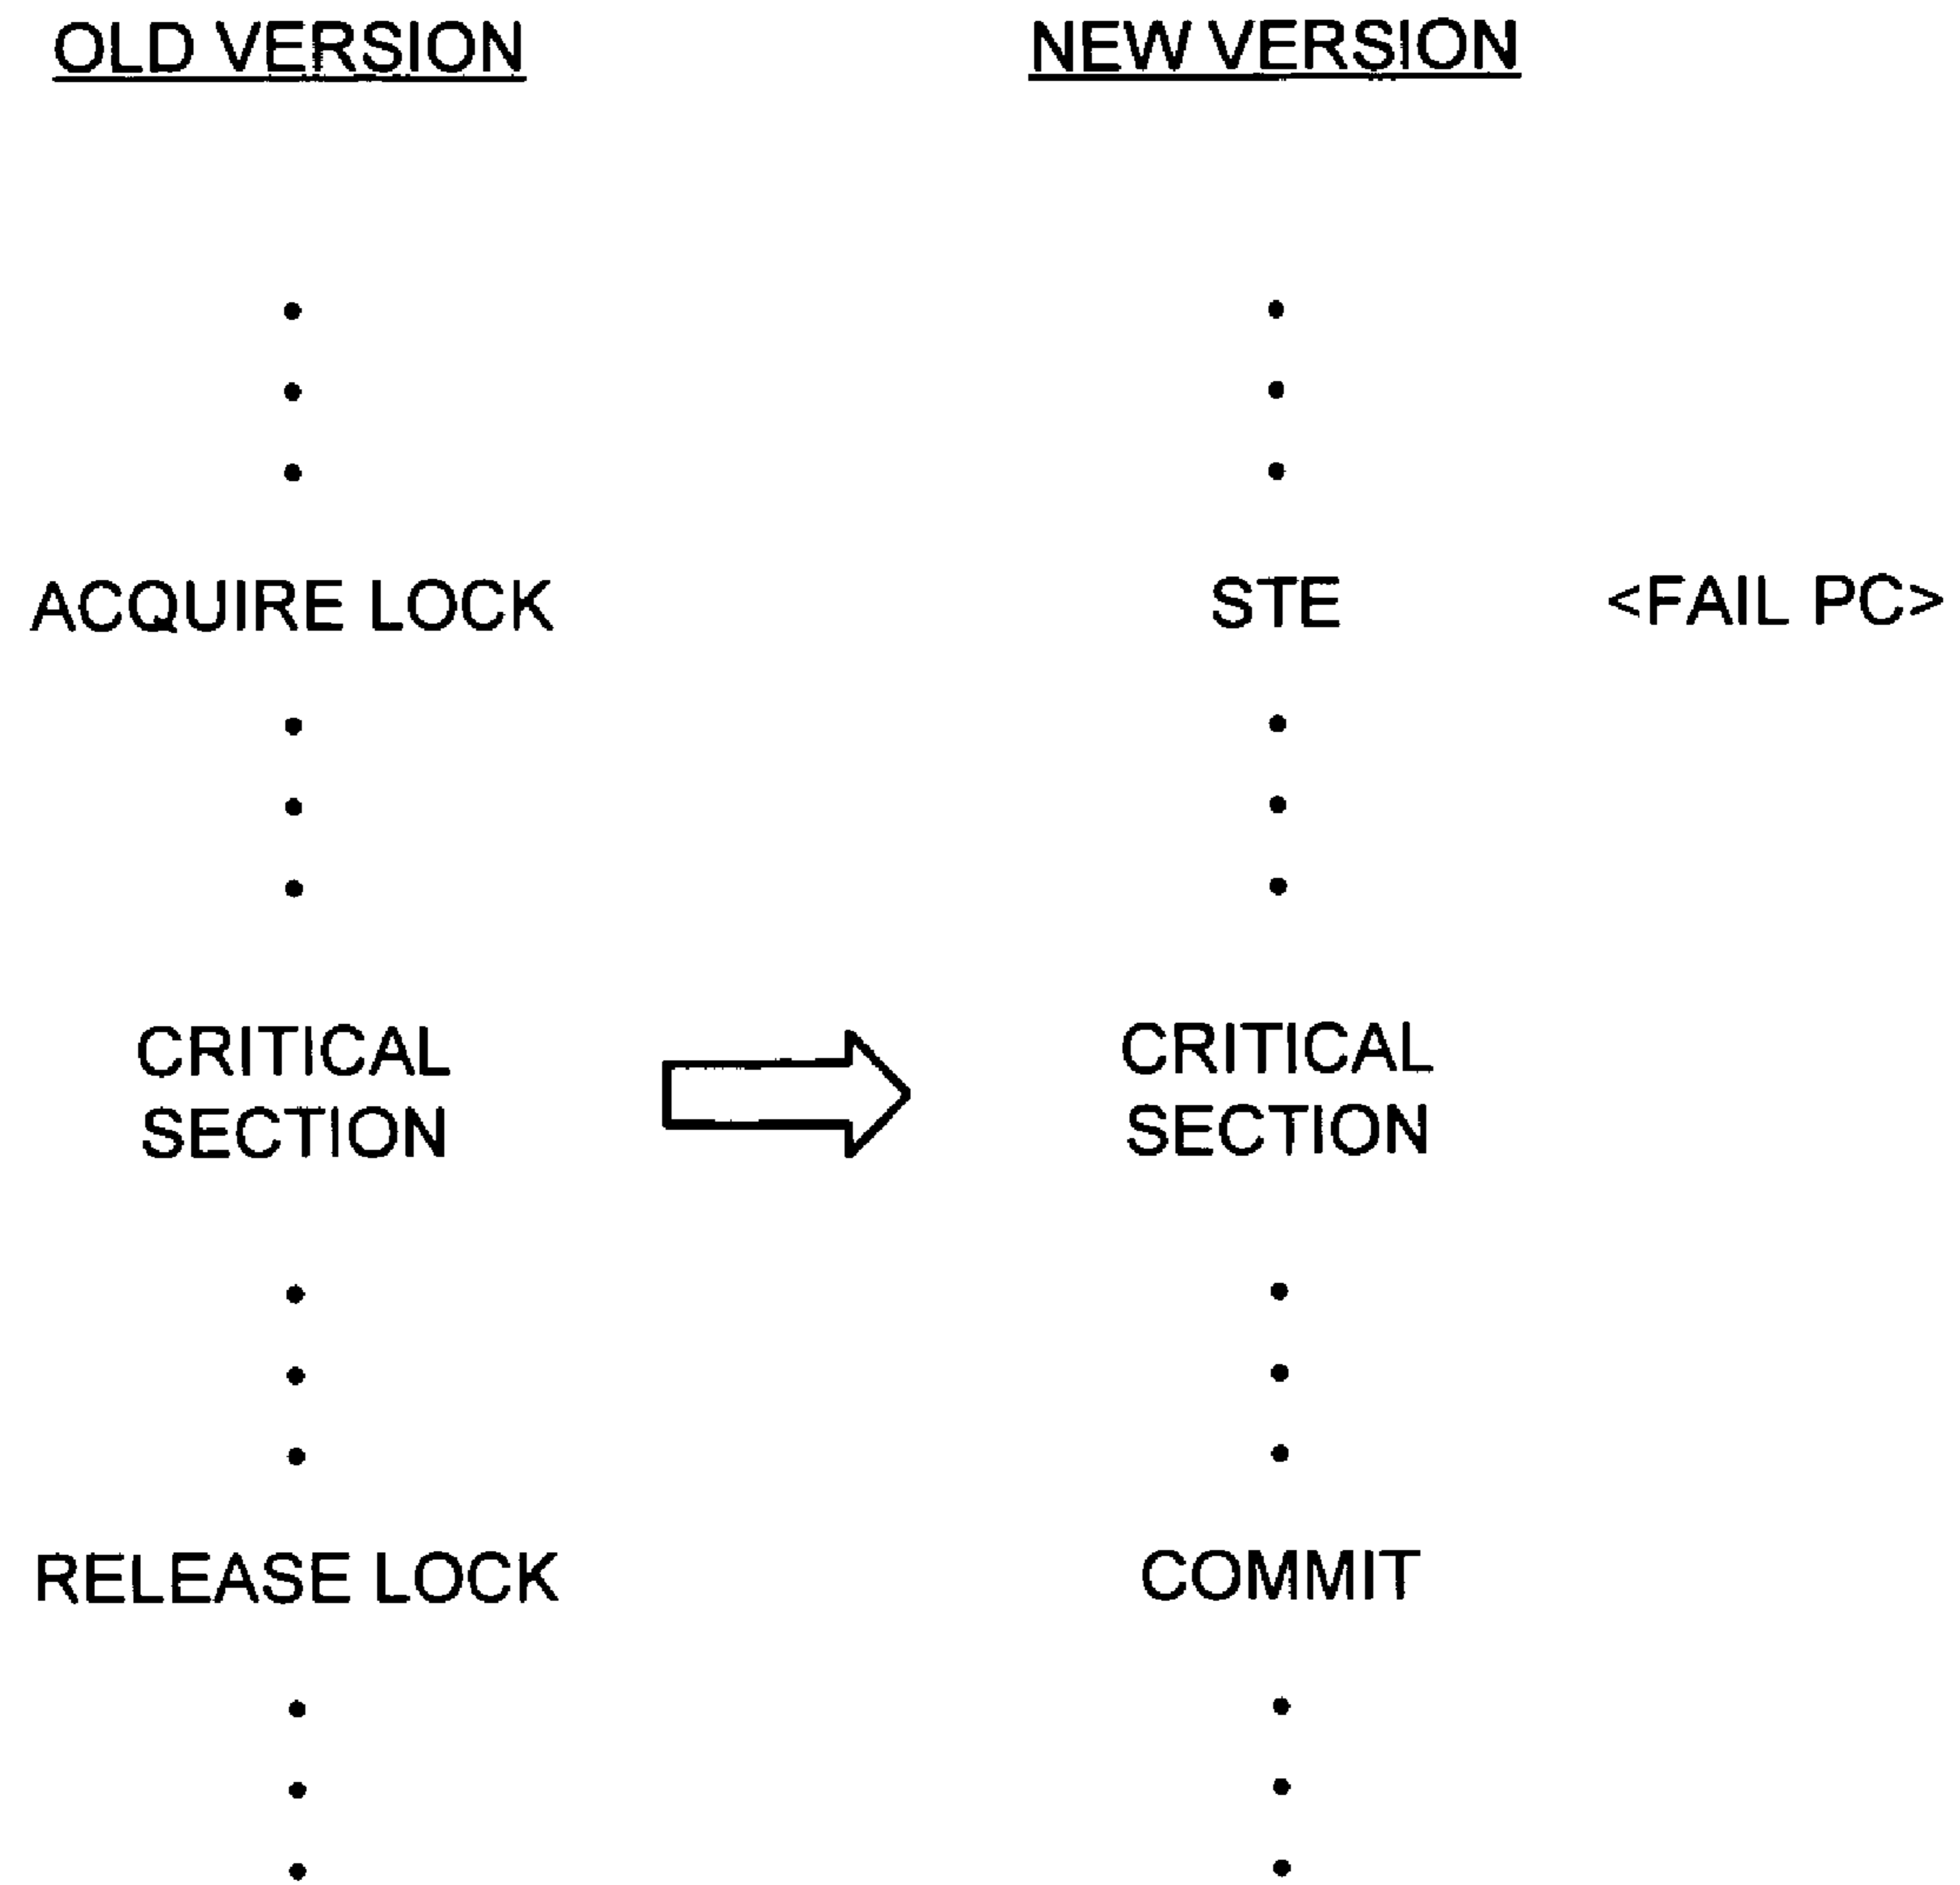 OLD VERSION
NEW VERSION
ACQUIRE LOCK
STE
<FAIL PC>
CRITICAL
SECTION
CRITICAL
SECTION
RELEASE LOCK
COMMIT